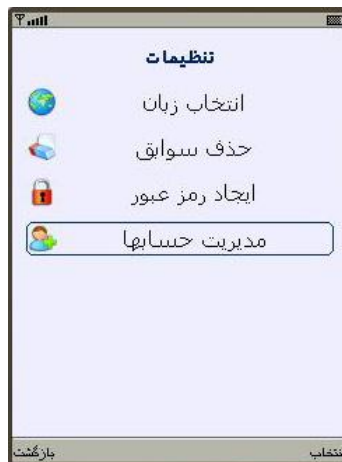 تنظیمات
انتخاب زبان
حذف سوابق
ایجاد رمز عبور
مدیریت حسابها
انتخاب
بازگشت